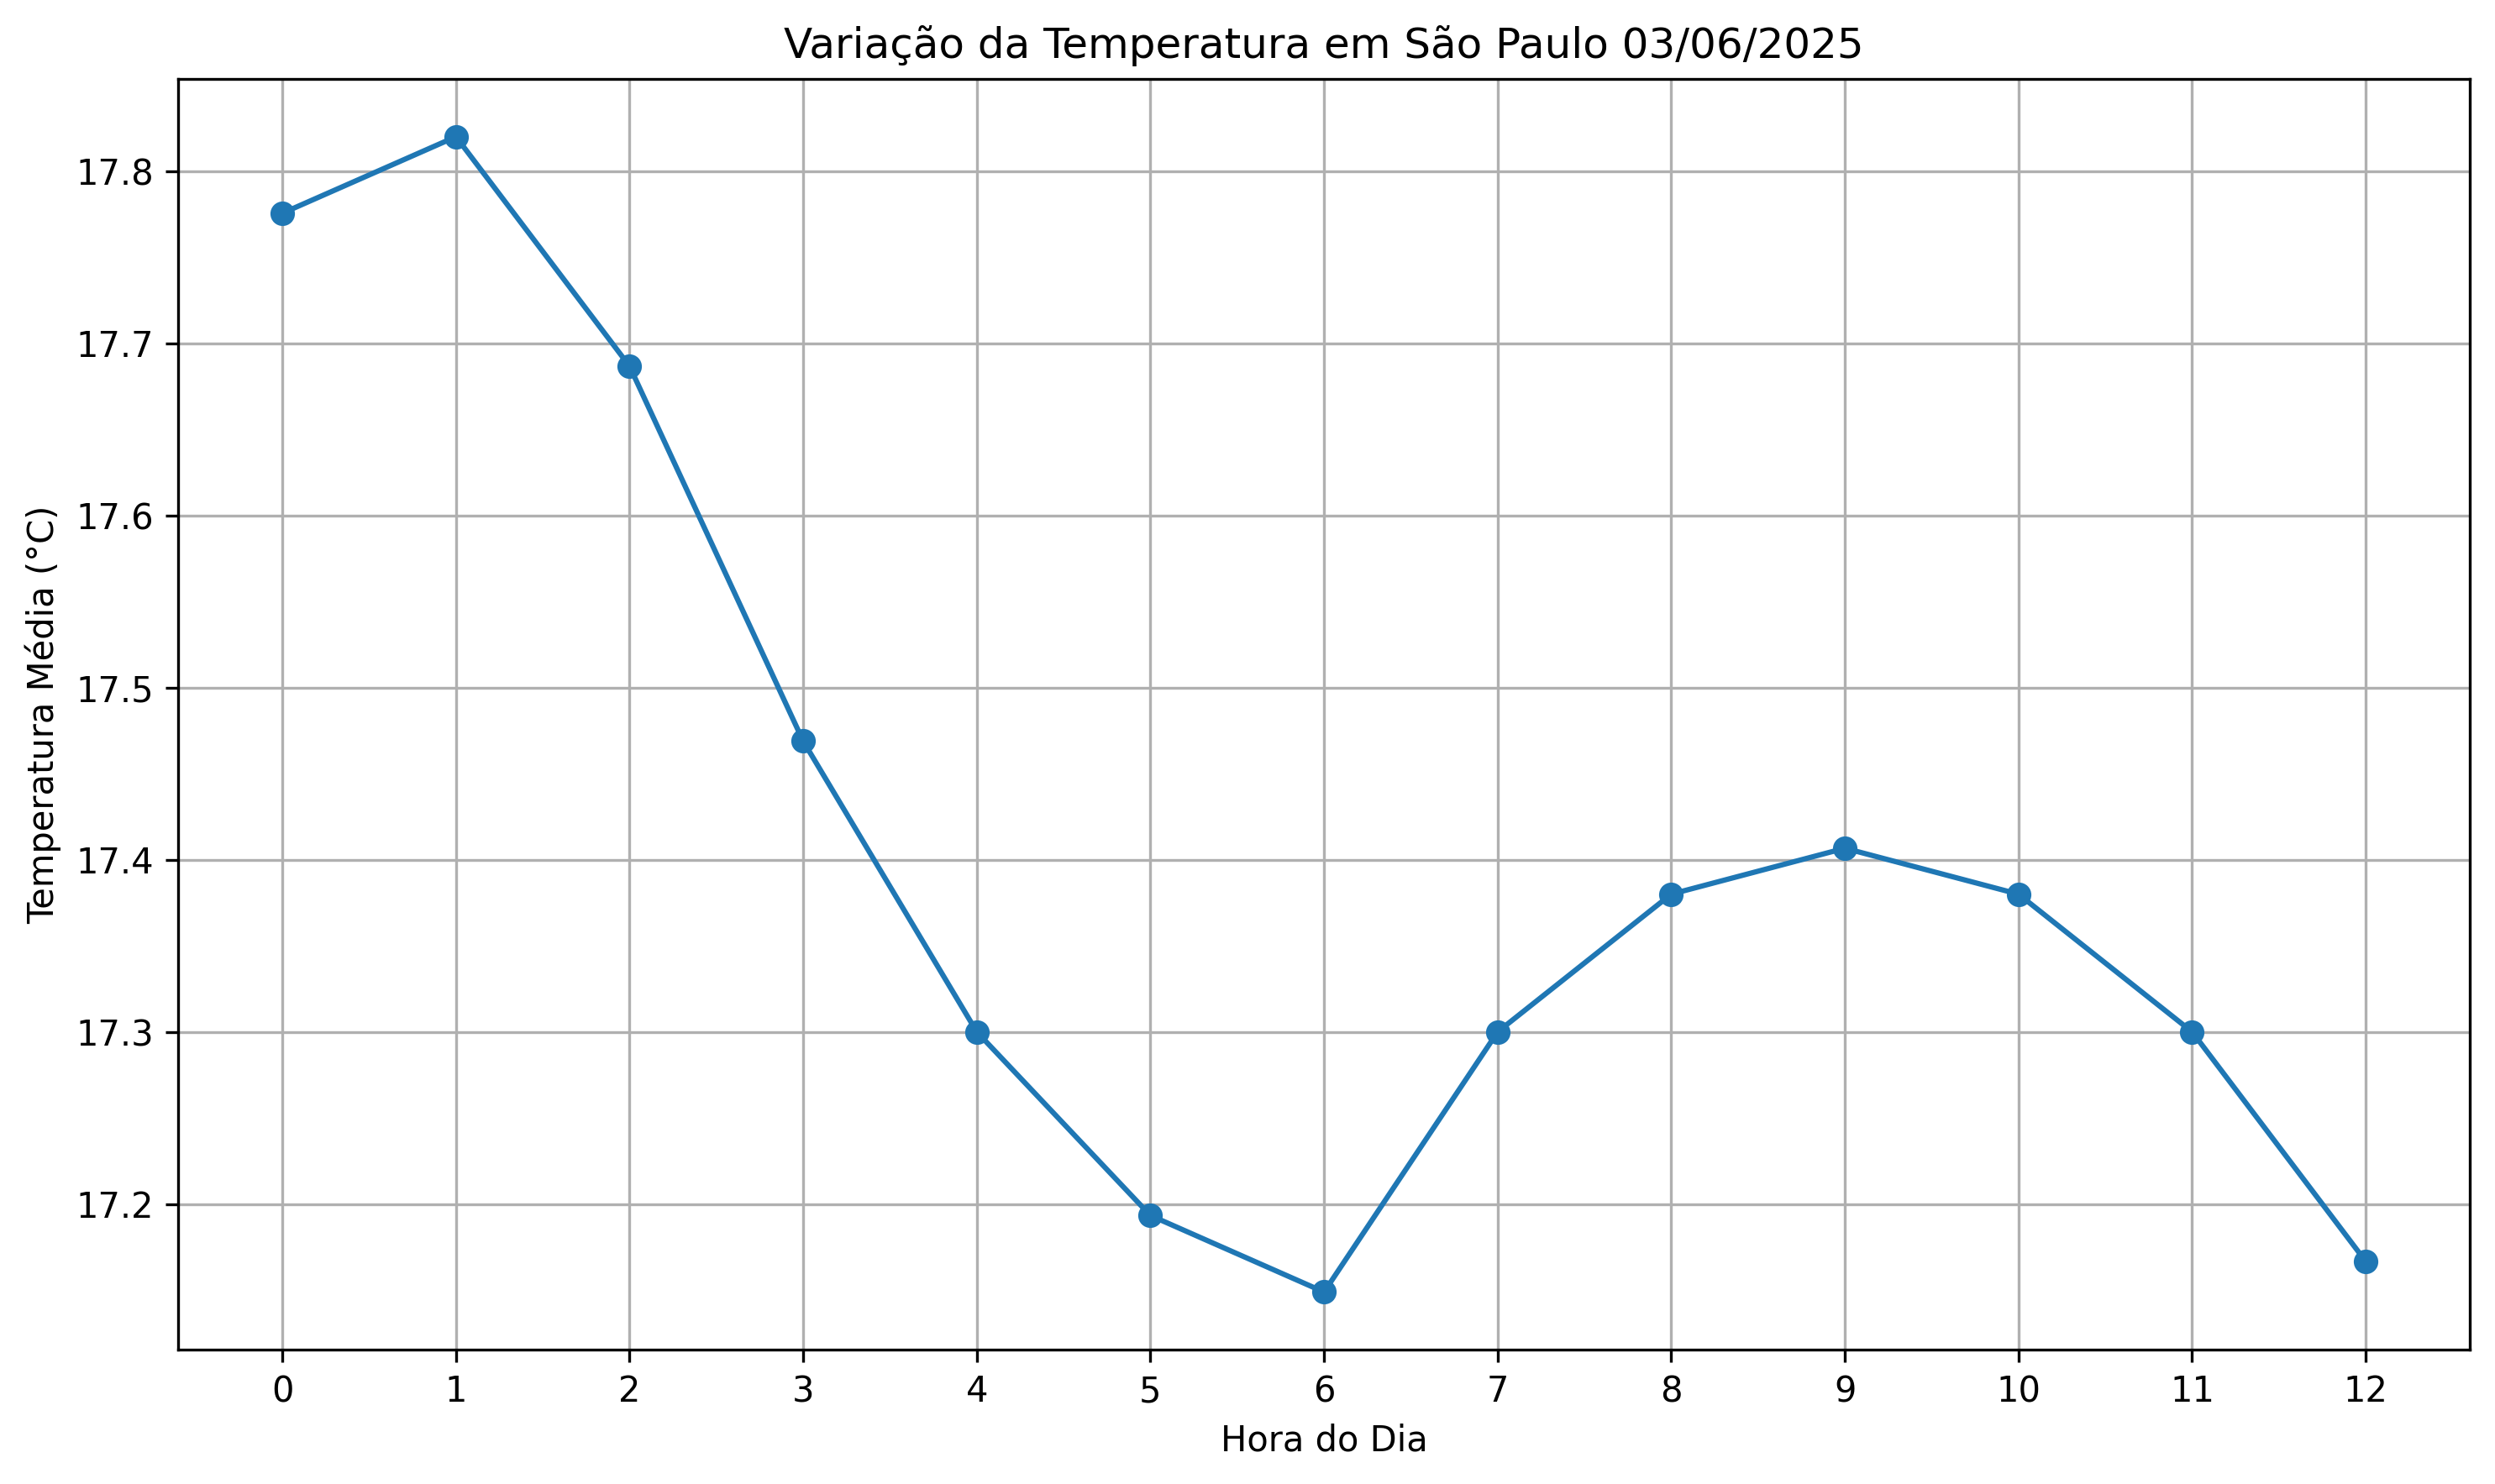 Variação da Temperatura em São Paulo 03/06/2025
Temperatura Média (°C)
17.8
17.7
17.6
17.5
17.4
17.3
17.2
0 1 2 3 4 5 6 7 8 9 10 11 12
Hora do Dia